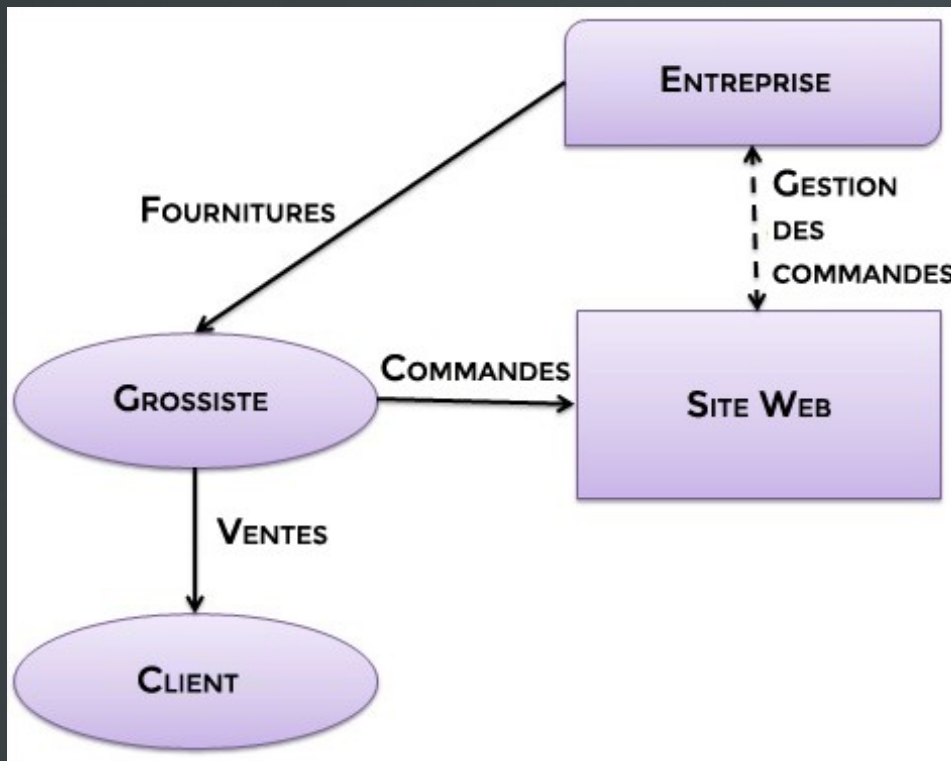 Entreprise
Gestion
des
commandes
Fournitures
Commandes
Grossiste
Site Web
Ventes
Client